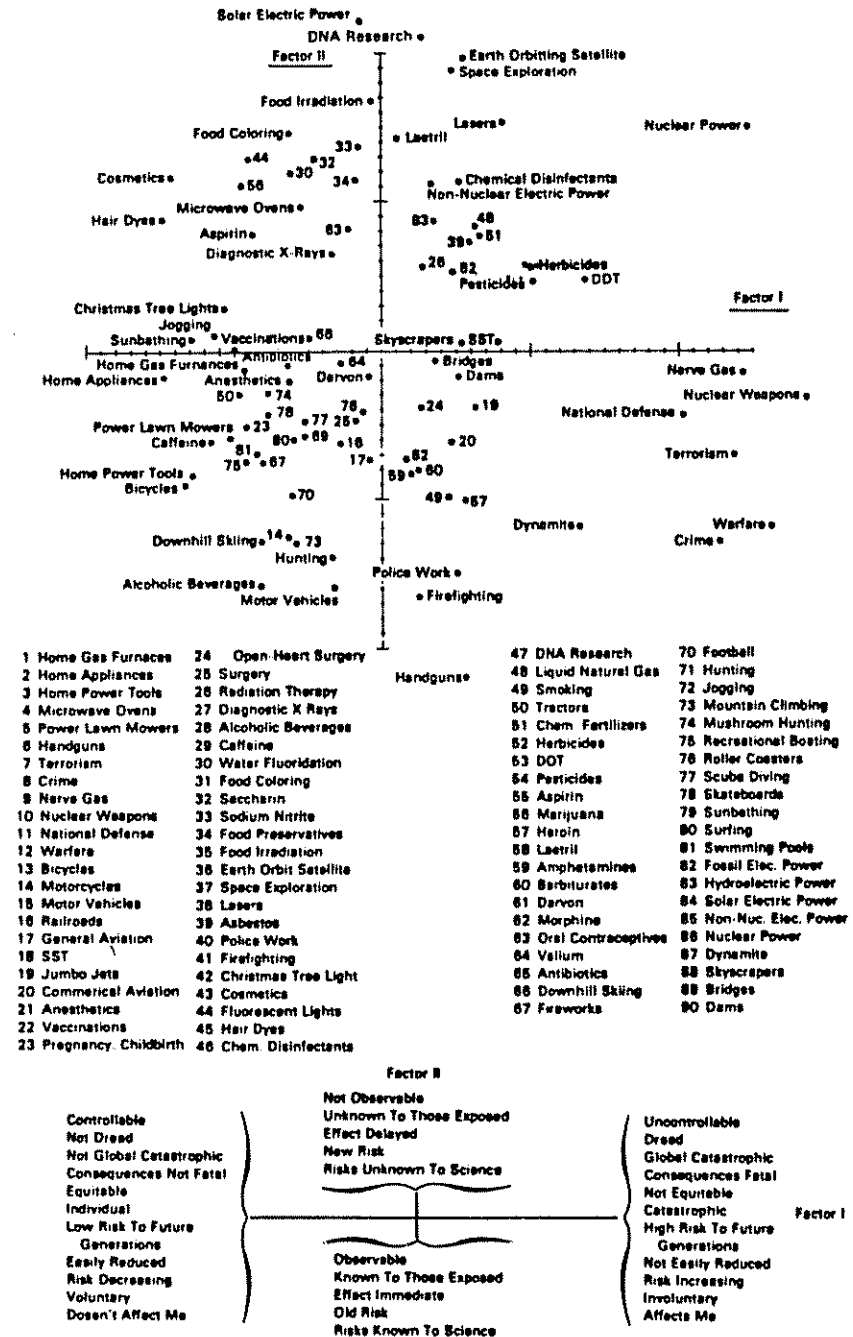 Solar Electric Power
DNA Research
Factor II
Earth Orbitting Satellite
Space Exploration
Food Irradiation
Lasers
Nuclear Power
Food Coloring
33
Laetril
44
32
Cosmetics
30
34
Chemical Disinfectants
56
Non-Nuclear Electric Power
Microwave Ovens
Hair Dyes
83
48
Aspirin
63
39
51
Diagnostic X-Rays
26
82
Herbicides
Pesticides
DDT
Factor I
Christmas Tree Lights
Jogging
Sunbathing
Vaccinations
66
Skyscrapers
SST
Antibiotics
Home Gas Furnances
64
Bridges
Nerve Gas
Home Appliances
Anesthetics
Darvon
Dams
50
74
Nuclear Weapons
78
76
24
19
National Defense
Power Lawn Mowers
23
77
25
Caffeine
80
69
16
20
Terrorism
81
62
75
67
17
60
Home Power Tools
59
Bicycles
70
49
57
Dynamite
Warfare
Downhill Skiing
14
73
Crime
Hunting
Police Work
Alcoholic Beverages
Motor Vehicles
Firefighting
Handguns
1 Home Gas Furnaces
2 Home Appliances
3 Home Power Tools
4 Microwave Ovens
5 Power Lawn Mowers
6 Handguns
7 Terrorism
8 Crime
9 Nerve Gas
10 Nuclear Weapons
11 National Defense
12 Warfare
13 Bicycles
14 Motorcycles
15 Motor Vehicles
16 Railroads
17 General Aviation
18 SST
19 Jumbo Jets
20 Commerical Aviation
21 Anesthetics
22 Vaccinations
23 Pregnancy. Childbirth
24 Open-Heart Surgery
25 Surgery
26 Radiation Therapy
27 Diagnostic X Rays
28 Alcoholic Beverages
29 Caffeine
30 Water Fluoridation
31 Food Coloring
32 Saccharin
33 Sodium Nitrite
34 Food Preservatives
35 Food Irradiation
36 Earth Orbit Satellite
37 Space Exploration
38 Lasers
39 Asbestos
40 Police Work
41 Firefighting
42 Christmas Tree Light
43 Cosmetics
44 Fluorescent Lights
45 Hair Dyes
46 Chem. Disinfectants
47 DNA Research
48 Liquid Natural Gas
49 Smoking
50 Tractors
51 Chem. Fertilizers
52 Herbicides
53 DDT
54 Pesticides
55 Aspirin
56 Marijuana
57 Heroin
58 Laetril
59 Amphetamines
60 Barbiturates
61 Darvon
62 Morphine
63 Oral Contraceptives
64 Valium
65 Antibiotics
66 Downhill Skiing
67 Fireworks
70 Football
71 Hunting
72 Jogging
73 Mountain Climbing
74 Mushroom Hunting
75 Recreational Boating
76 Roller Coasters
77 Scuba Diving
78 Skateboards
79 Sunbathing
80 Surfing
81 Swimming Pools
82 Fossil Elec. Power
83 Hydroelectric Power
84 Solar Electric Power
85 Non-Nuc. Elec. Power
86 Nuclear Power
87 Dynamite
88 Skyscrapers
89 Bridges
90 Dams
Factor II
Not Observable
Unknown To Those Exposed
Effect Delayed
New Risk
Risks Unknown To Science
Controllable
Not Dread
Not Global Catastrophic
Consequences Not Fatal
Equitable
Individual
Low Risk To Future
Generations
Easily Reduced
Risk Decreasing
Voluntary
Dosen't Affect Me
Uncontrollable
Dread
Global Catastrophic
Consequences Fatal
Not Equitable
Catastrophic
High Risk To Future
Generations
Not Easily Reduced
Risk Increasing
Involuntary
Affects Me
Factor I
Observable
Known To Those Exposed
Effect Immediate
Old Risk
Risks Known To Science